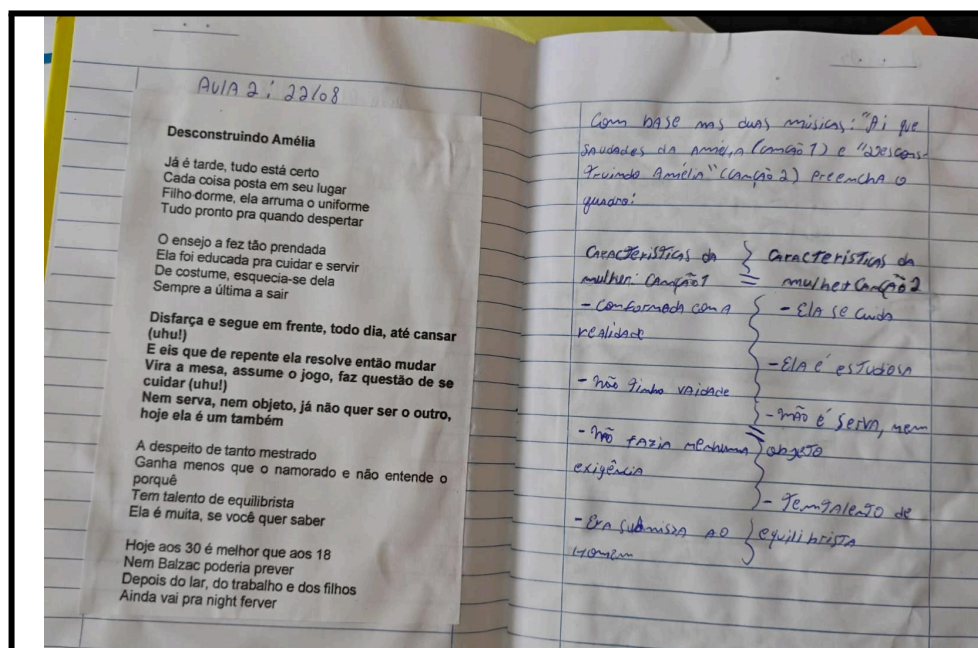 AULA 2: 22/08
Desconstruindo Amélia
Já é tarde, tudo está certo
Cada coisa posta em seu lugar
Filho dorme, ela arruma o uniforme
Tudo pronto pra quando despertar
O ensejo a fez tão prendada
Ela foi educada pra cuidar e servir
De costume, esquecia-se dela
Sempre a última a sair
Disfarça e segue em frente, todo dia, até cansar
(uhu!)
E eis que de repente ela resolve então mudar
Vira a mesa, assume o jogo, faz questão de se
cuidar (uhu!)
Nem serva, nem objeto, já não quer ser o outro,
hoje ela é um também
A despeito de tanto mestrado
Ganha menos que o namorado e não entende o
porquê
Tem talento de equilibrista
Ela é muita, se você quer saber
Hoje aos 30 é melhor que aos 18
Nem Balzac poderia prever
Depois do lar, do trabalho e dos filhos
Ainda vai pra night ferver
Com base nas duas músicas: "Ai que
saudades da Amélia (canção 1) e "Descons-
truindo Amélia" (canção 2) preencha o
quadro:
Características da
mulher: canção 1
- Conformada com a
realidade
- não tinha vaidade
- não fazia nenhuma
exigência
- Era submissa ao
homem
Características da
mulher canção 2
- Ela se cuida
- Ela é estudosa
- não é serva, nem
objeto
- Tem talento de
equilibrista